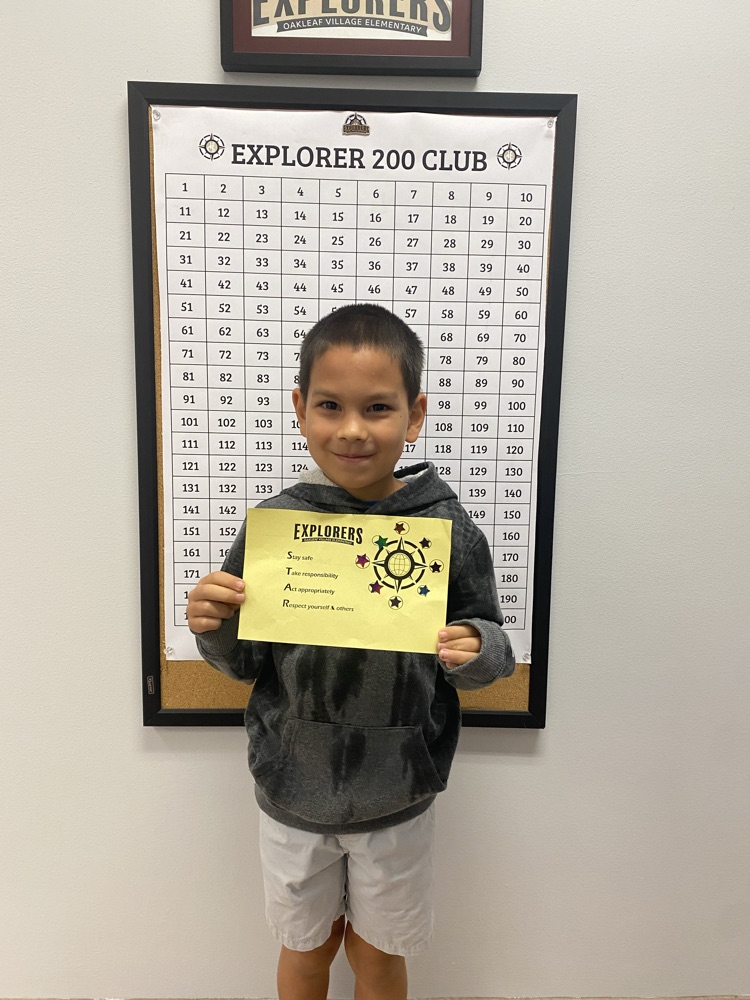 EXPLORERS
OAKLEAF VILLAGE ELEMENTARY
EXPLORER 200 CLUB
1 2 3 4 5 6 7 8 9 10
11 12 13 14 15 16 17 18 19 20
21 22 23 24 25 26 27 28 29 30
31 32 33 34 35 36 37 38 39 40
41 42 43 44 45 46 47 48 49 50
51 52 53 54 57 58 59 60
61 62 63 64 68 69 70
71 72 73 78 79 80
81 82 83 88 89 90
91 92 93 98 99 100
101 102 103 108 109 110
111 112 113 114 118 119 120
121 122 123 124 128 129 130
131 132 133 139 140
141 142 149 150
151 152 160
161 170
171 180
190
EXPLORERS
OAKLEAF VILLAGE ELEMENTARY
Stay safe
Take responsibility
Act appropriately
Respect yourself & others